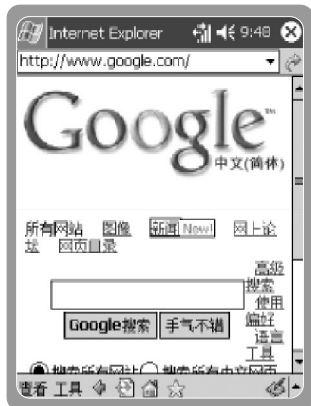 Internet Explorer 9:48
http://www.google.com/
Google™
中文(简体)
所有网站 图像 新闻 Now! 网上论
坛 网页目录
高级
搜索
使用
偏好
语言
工具
Google搜索 手气不错
搜索所有网站 搜索所有中文网页
查看 工具